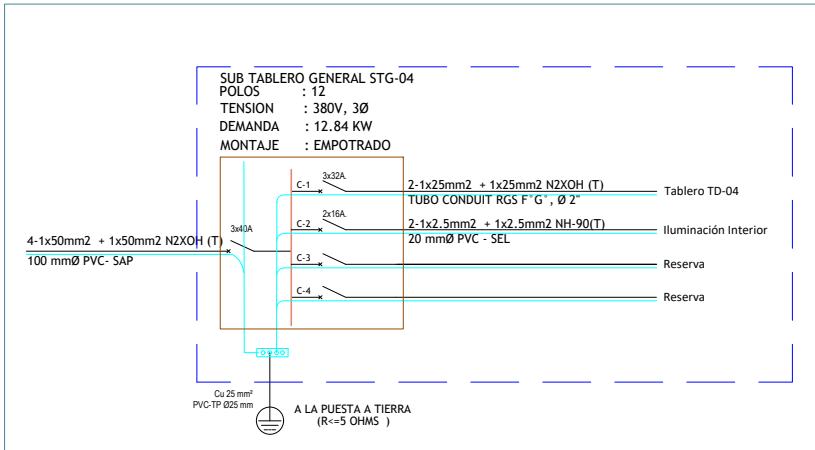 SUB TABLERO GENERAL STG-04
POLOS : 12
TENSION : 380V, 3Ø
DEMANDA : 12.84 KW
MONTAJE : EMPOTRADO
3x32A.
C-1
2-1x25mm2 + 1x25mm2 N2XOH (T)
TUBO CONDUIT RGS F°G°, Ø 2"
Tablero TD-04
2x16A.
C-2
2-1x2.5mm2 + 1x2.5mm2 NH-90(T)
20 mmØ PVC - SEL
Iluminación Interior
3x40A
4-1x50mm2 + 1x50mm2 N2XOH (T)
100 mmØ PVC- SAP
C-3
Reserva
C-4
Reserva
Cu 25 mm²
PVC-TP Ø25 mm
A LA PUESTA A TIERRA
(R<=5 OHMS )